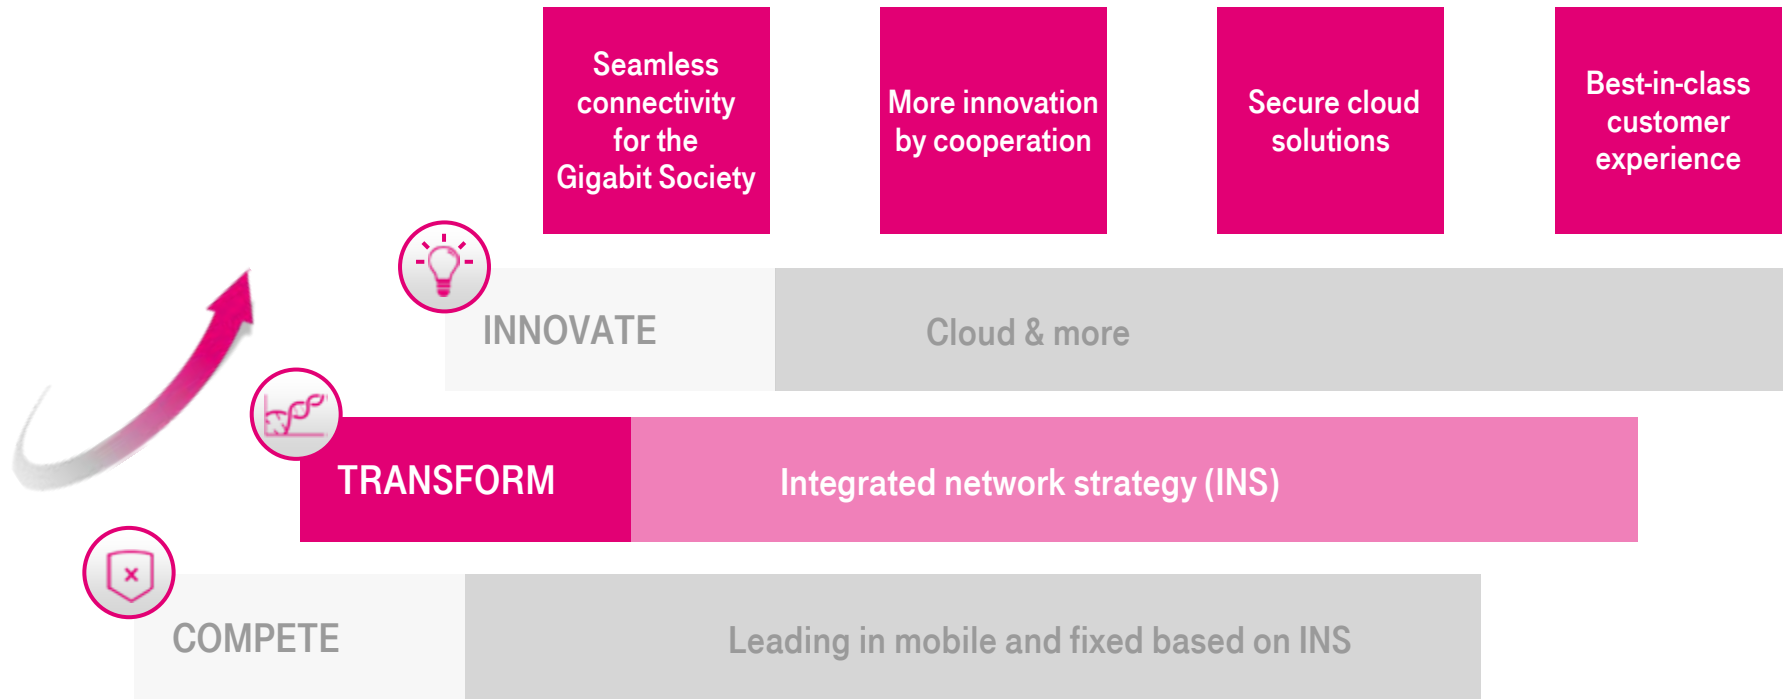 Seamless
connectivity
for the
Gigabit Society
More innovation
by cooperation
Secure cloud
solutions
Best-in-class
customer
experience
INNOVATE
Cloud & more
TRANSFORM
Integrated network strategy (INS)
COMPETE
Leading in mobile and fixed based on INS